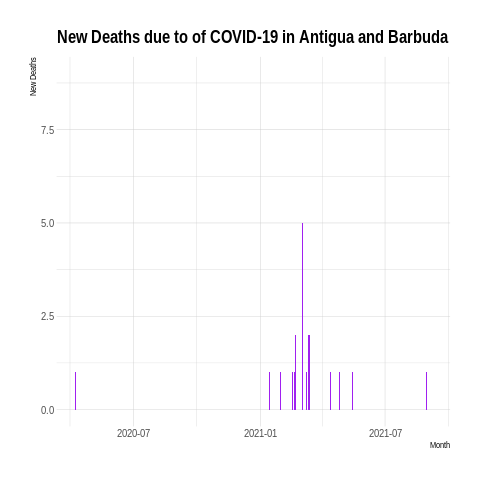 New Deaths due to of COVID-19 in Antigua and Barbuda
New Deaths
7.5
5.0
2.5
0.0
2020-07
2021-01
2021-07
Month